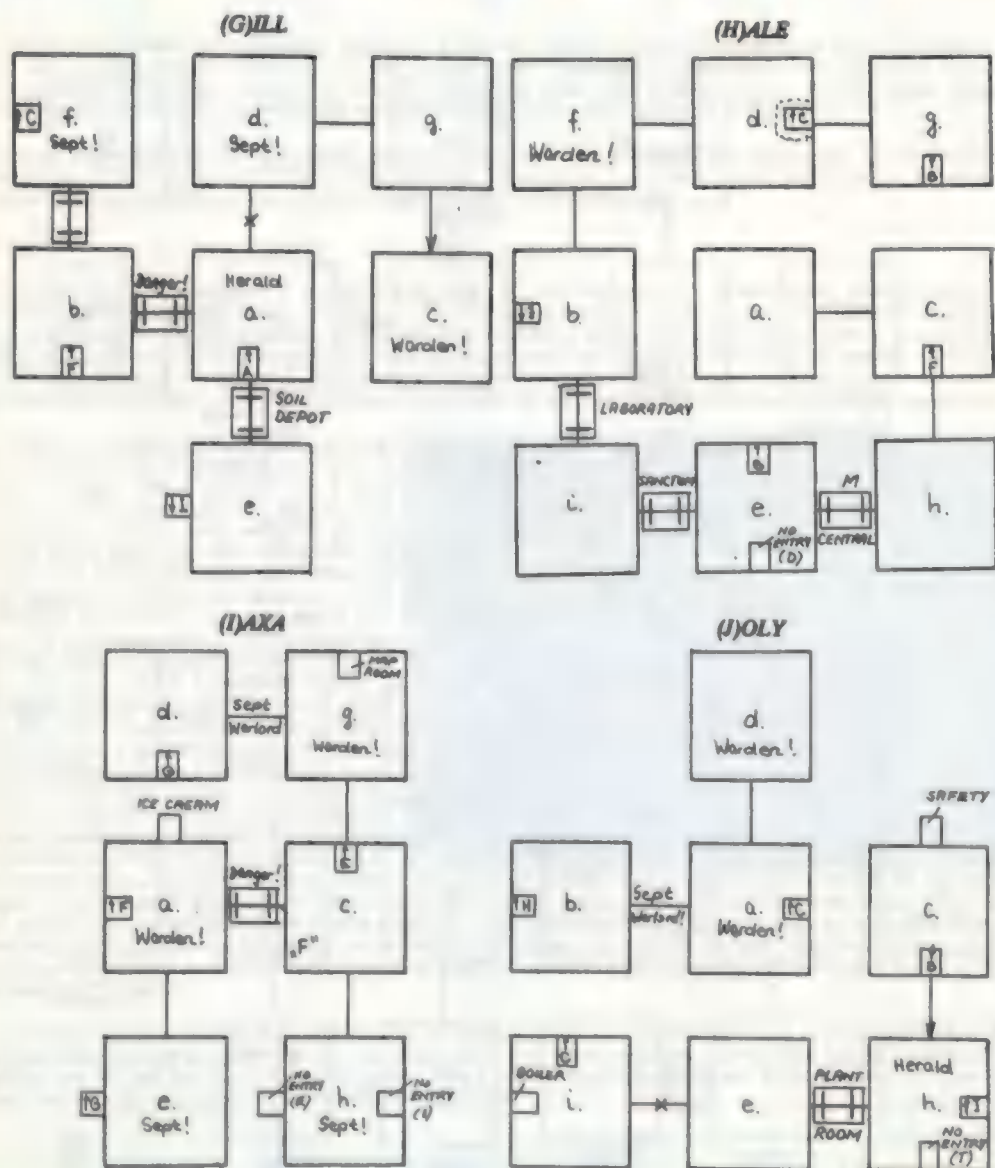 (G)ILL
↑C
f.
Sept!
d.
Sept!
g.
b.
↑
F
Danger!
Herald
a.
↑
A
c.
Warden!
SOIL
DEPOT
↓I
e.
(H)ALE
f.
Warden!
d.
g.
↑
b.
a.
c.
↑
F
LABORATORY
i.
SANCTUM
↑
e.
NO
ENTRY
(D)
M
CENTRAL
h.
(I)AXA
d.
↑
Sept
Warlord
MAP
ROOM
g.
Warden!
ICE CREAM
↑F
a.
Warden!
Danger!
↑
E
c.
"F"
e.
Sept!
NO
ENTRY
h.
Sept!
NO
ENTRY
(J)OLY
d.
Warden!
↑H
b.
Sept
Warlord!
a.
Warden!
↑C
SAFETY
c.
↑
B
↑
C
BOILER
i.
e.
PLANT
ROOM
Herald
h.
↑I
NO
ENTRY
(T)